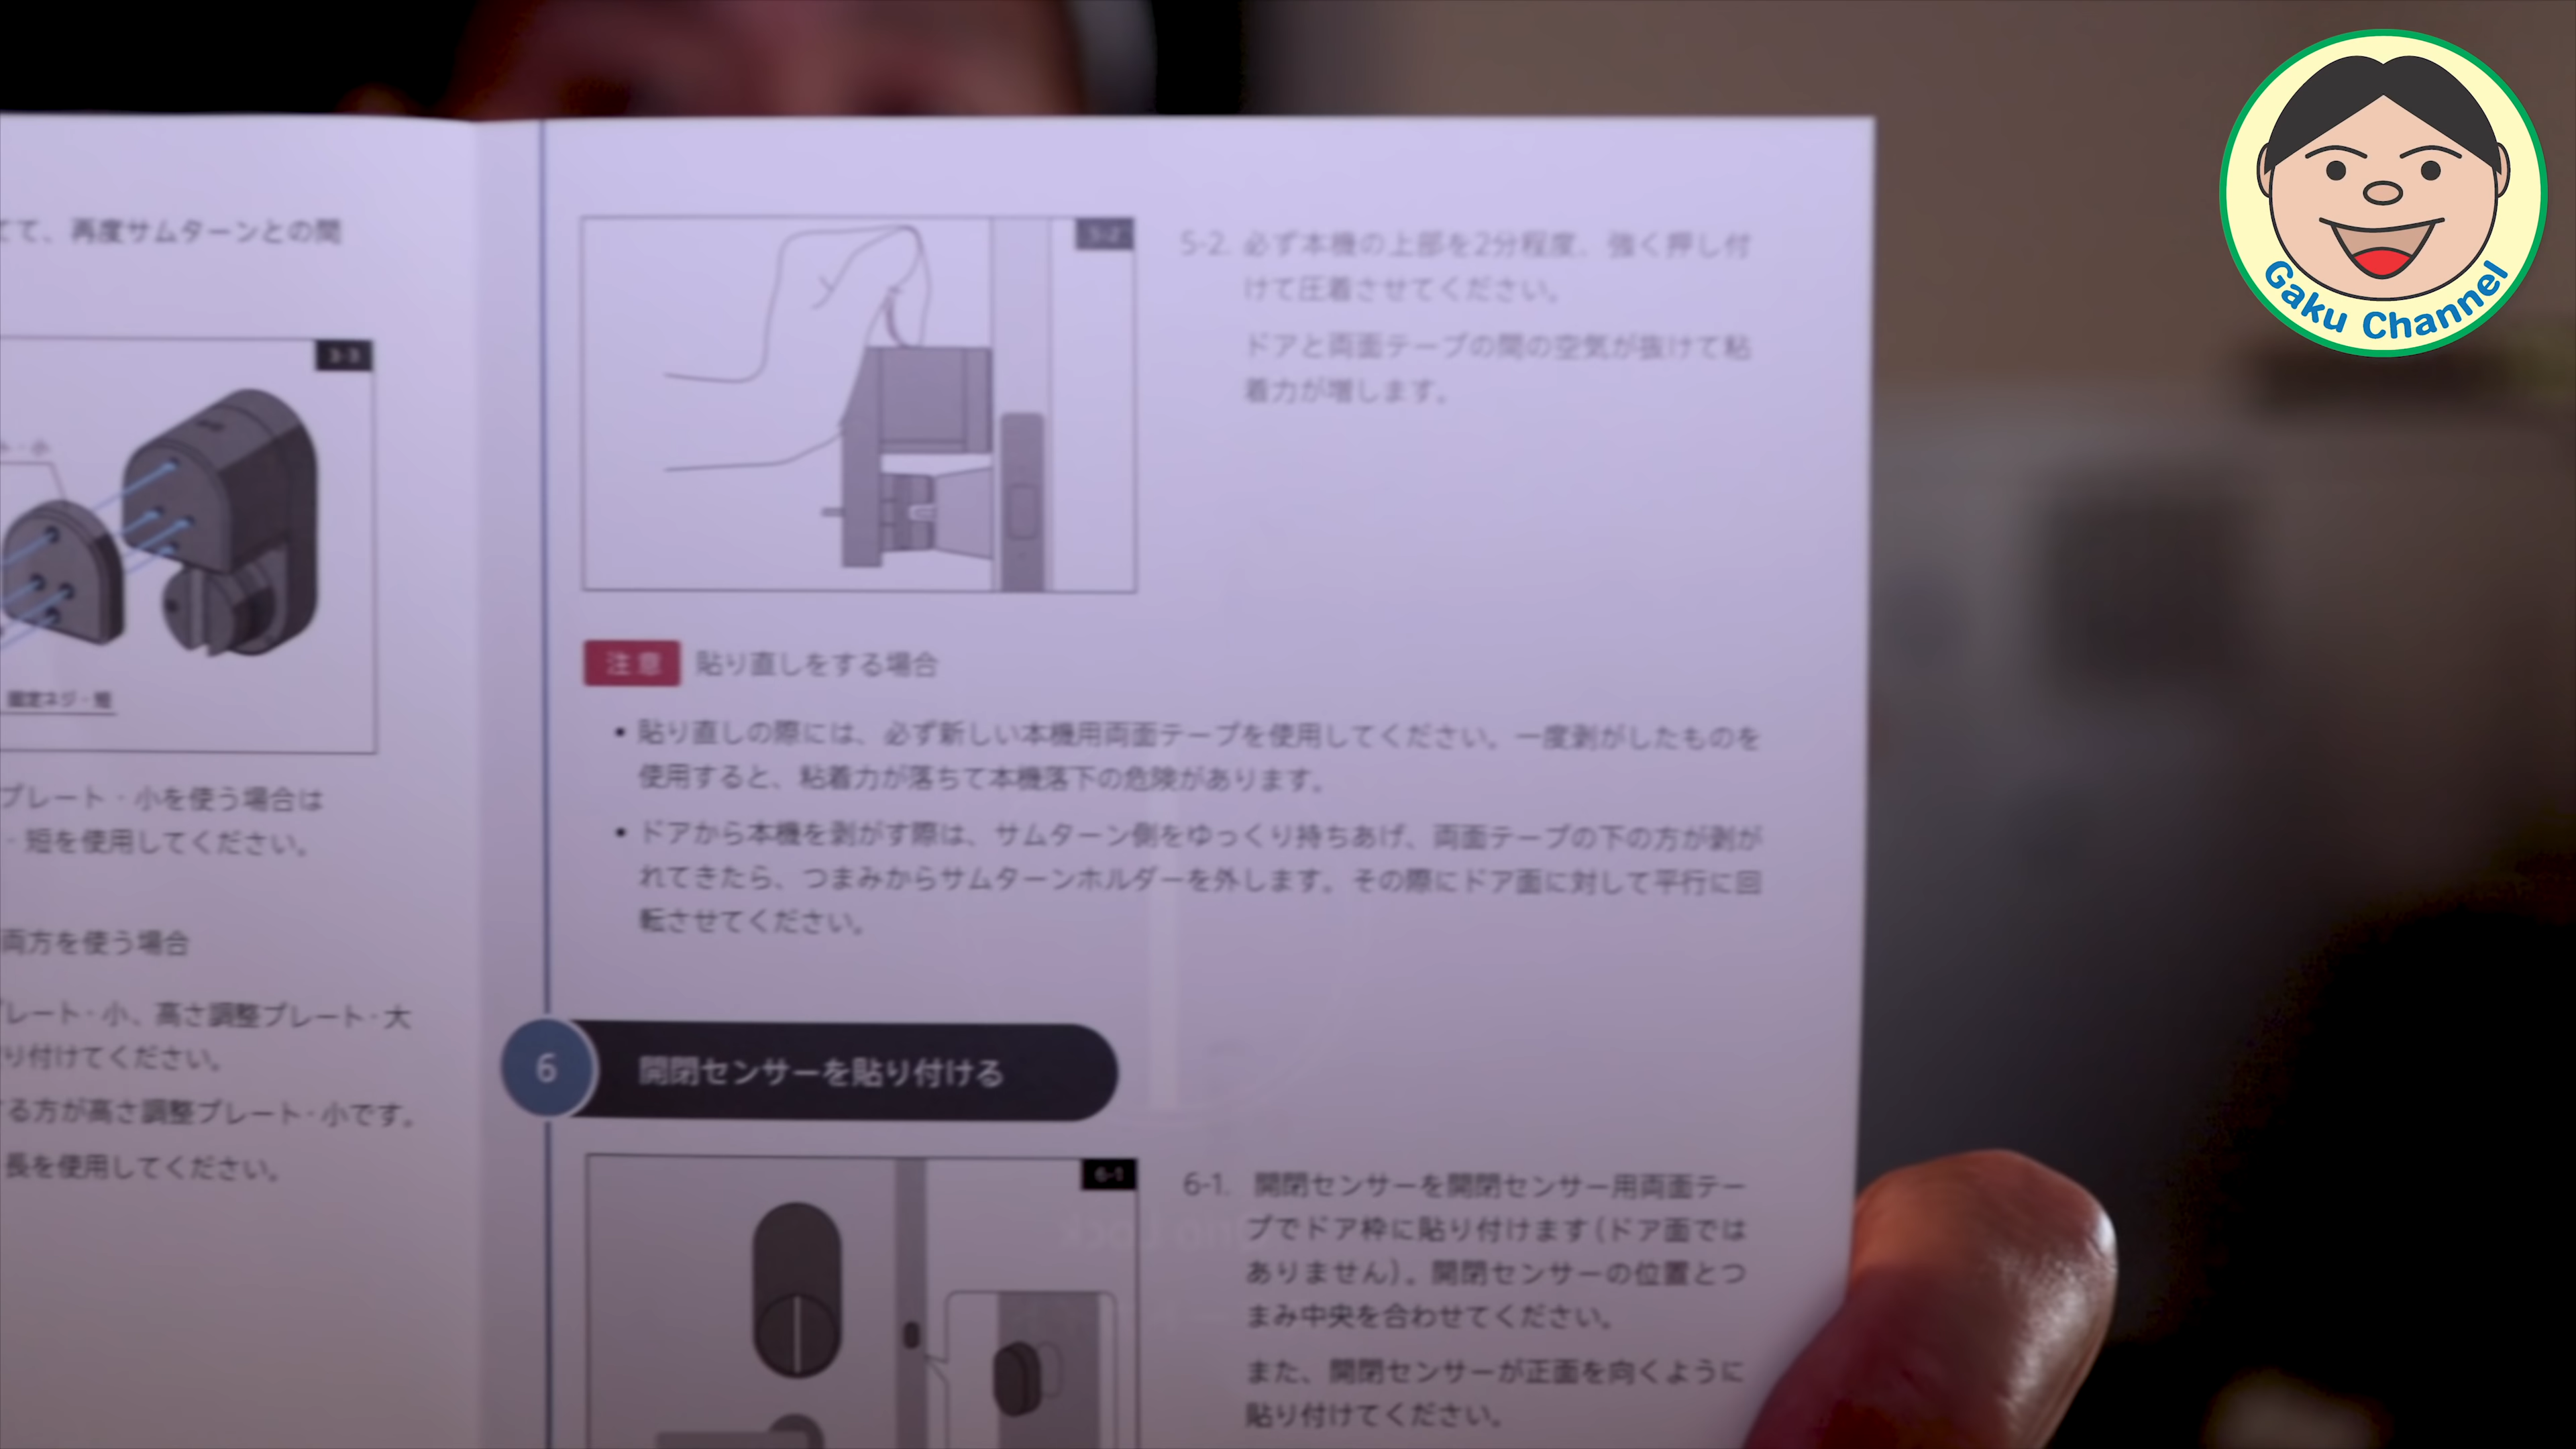 Gaku Channel
てて、再度サムターンとの間
3-3
ト・小
固定ネジ・短
プレート・小を使う場合は
・短を使用してください。
両方を使う場合
プレート・小、高さ調整プレート・大
り付けてください。
する方が高さ調整プレート・小です。
長を使用してください。
5-2
5-2. 必ず本機の上部を2分程度、強く押し付
けて圧着させてください。
ドアと両面テープの間の空気が抜けて粘
着力が増します。
注意 貼り直しをする場合
• 貼り直しの際には、必ず新しい本機用両面テープを使用してください。一度剥がしたものを
使用すると、粘着力が落ちて本機落下の危険があります。
• ドアから本機を剥がす際は、サムターン側をゆっくり持ちあげ、両面テープの下の方が剥が
れてきたら、つまみからサムターンホルダーを外します。その際にドア面に対して平行に回
転させてください。
6 開閉センサーを貼り付ける
6-1
6-1. 開閉センサーを開閉センサー用両面テー
プでドア枠に貼り付けます(ドア面では
ありません)。開閉センサーの位置とつ
まみ中央を合わせてください。
また、開閉センサーが正面を向くように
貼り付けてください。